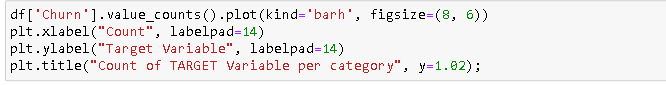 df['Churn'].value_counts().plot(kind='barh', figsize=(8, 6))
plt.xlabel("Count", labelpad=14)
plt.ylabel("Target Variable", labelpad=14)
plt.title("Count of TARGET Variable per category", y=1.02);